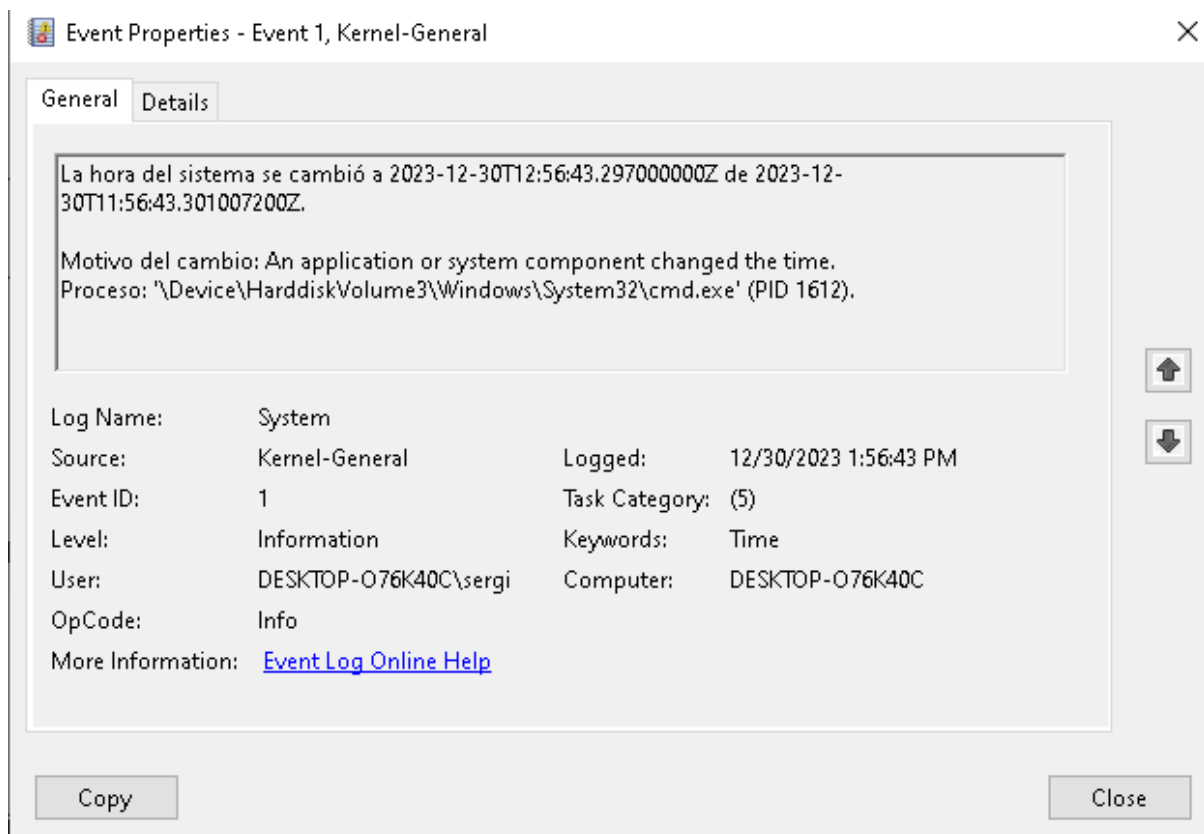 Event Properties - Event 1, Kernel-General
General Details
La hora del sistema se cambió a 2023-12-30T12:56:43.297000000Z de 2023-12-
30T11:56:43.301007200Z.
Motivo del cambio: An application or system component changed the time.
Proceso: '\Device\HarddiskVolume3\Windows\System32\cmd.exe' (PID 1612).
Log Name: System
Source: Kernel-General Logged: 12/30/2023 1:56:43 PM
Event ID: 1 Task Category: (5)
Level: Information Keywords: Time
User: DESKTOP-O76K40C\sergi Computer: DESKTOP-O76K40C
OpCode: Info
More Information: Event Log Online Help
Copy Close